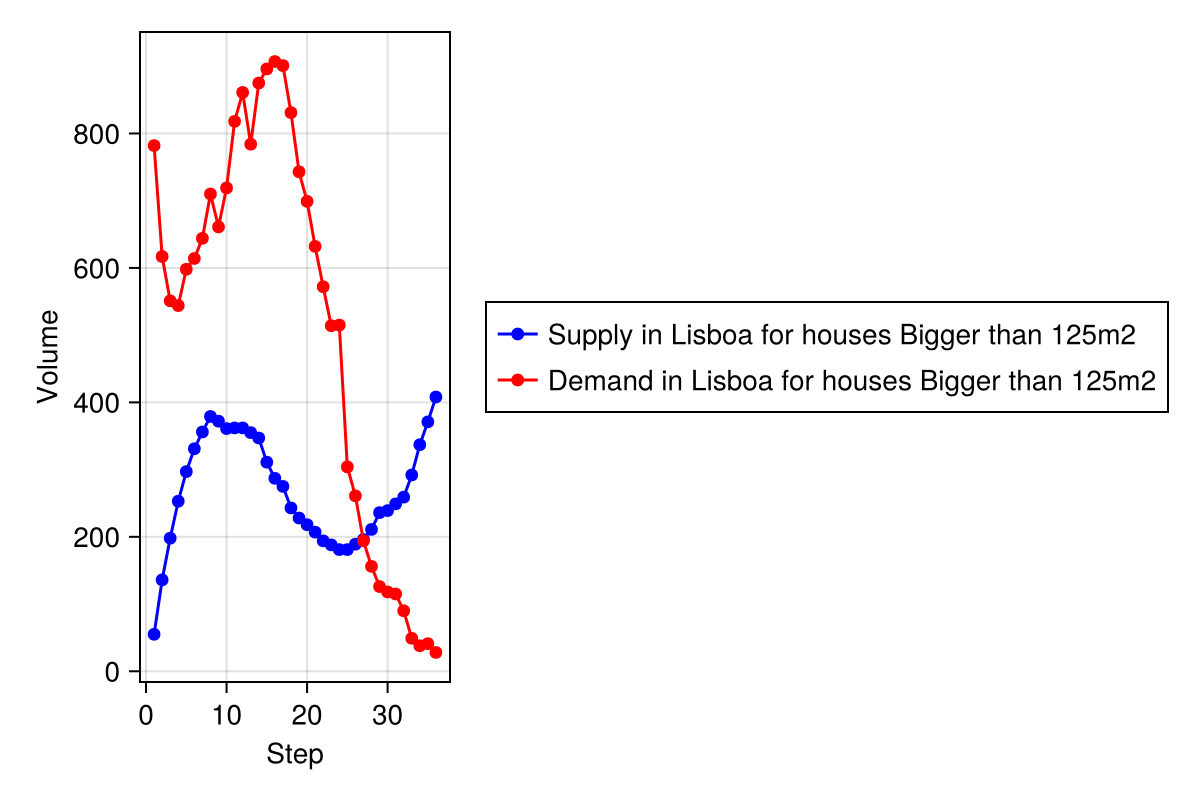 800
600
400
200
0
Volume
0 10 20 30
Step
Supply in Lisboa for houses Bigger than 125m2
Demand in Lisboa for houses Bigger than 125m2